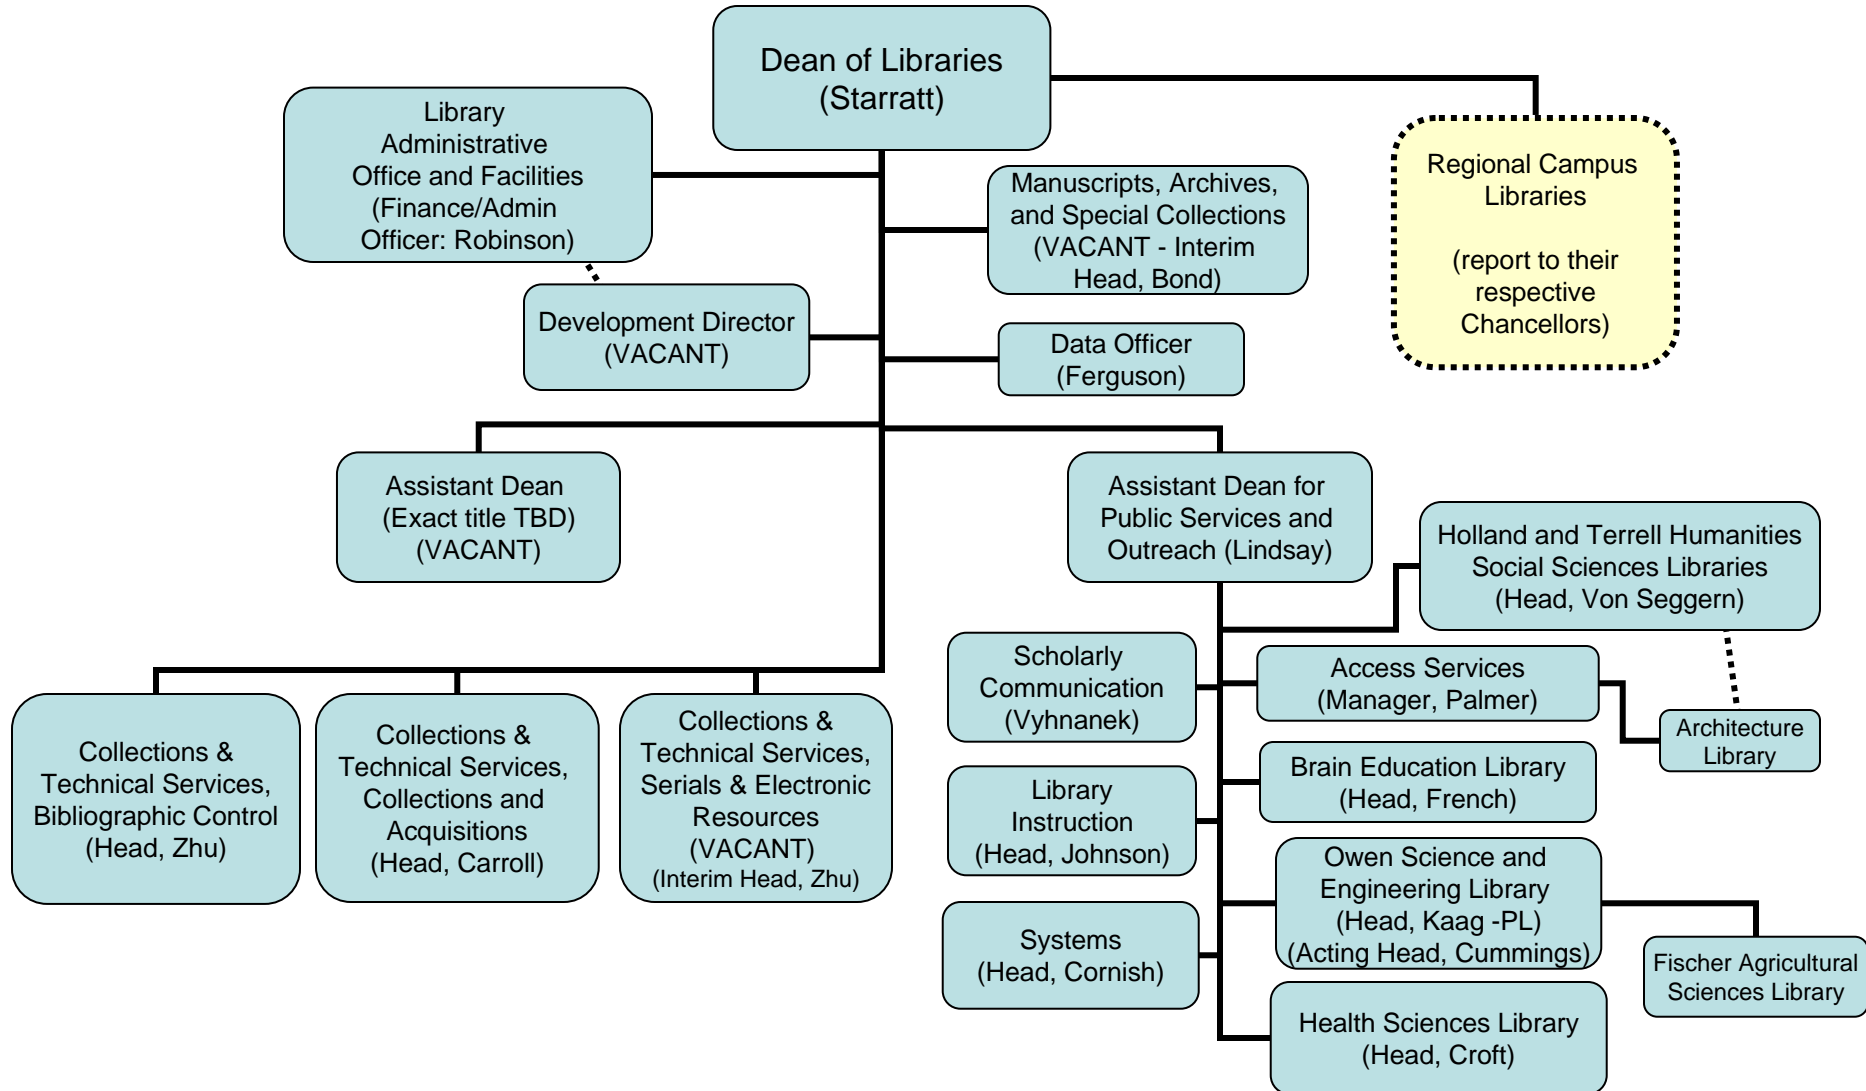 Dean of Libraries
(Starratt)
Library
Administrative
Office and Facilities
(Finance/Admin
Officer: Robinson)
Regional Campus
Libraries
(report to their
respective
Chancellors)
Manuscripts, Archives,
and Special Collections
(VACANT - Interim
Head, Bond)
Development Director
(VACANT)
Data Officer
(Ferguson)
Assistant Dean
(Exact title TBD)
(VACANT)
Assistant Dean for
Public Services and
Outreach (Lindsay)
Holland and Terrell Humanities
Social Sciences Libraries
(Head, Von Seggern)
Scholarly
Communication
(Vyhnanek)
Access Services
(Manager, Palmer)
Architecture
Library
Collections &
Technical Services,
Bibliographic Control
(Head, Zhu)
Collections &
Technical Services,
Collections and
Acquisitions
(Head, Carroll)
Collections &
Technical Services,
Serials & Electronic
Resources
(VACANT)
(Interim Head, Zhu)
Brain Education Library
(Head, French)
Library
Instruction
(Head, Johnson)
Owen Science and
Engineering Library
(Head, Kaag -PL)
(Acting Head, Cummings)
Systems
(Head, Cornish)
Fischer Agricultural
Sciences Library
Health Sciences Library
(Head, Croft)